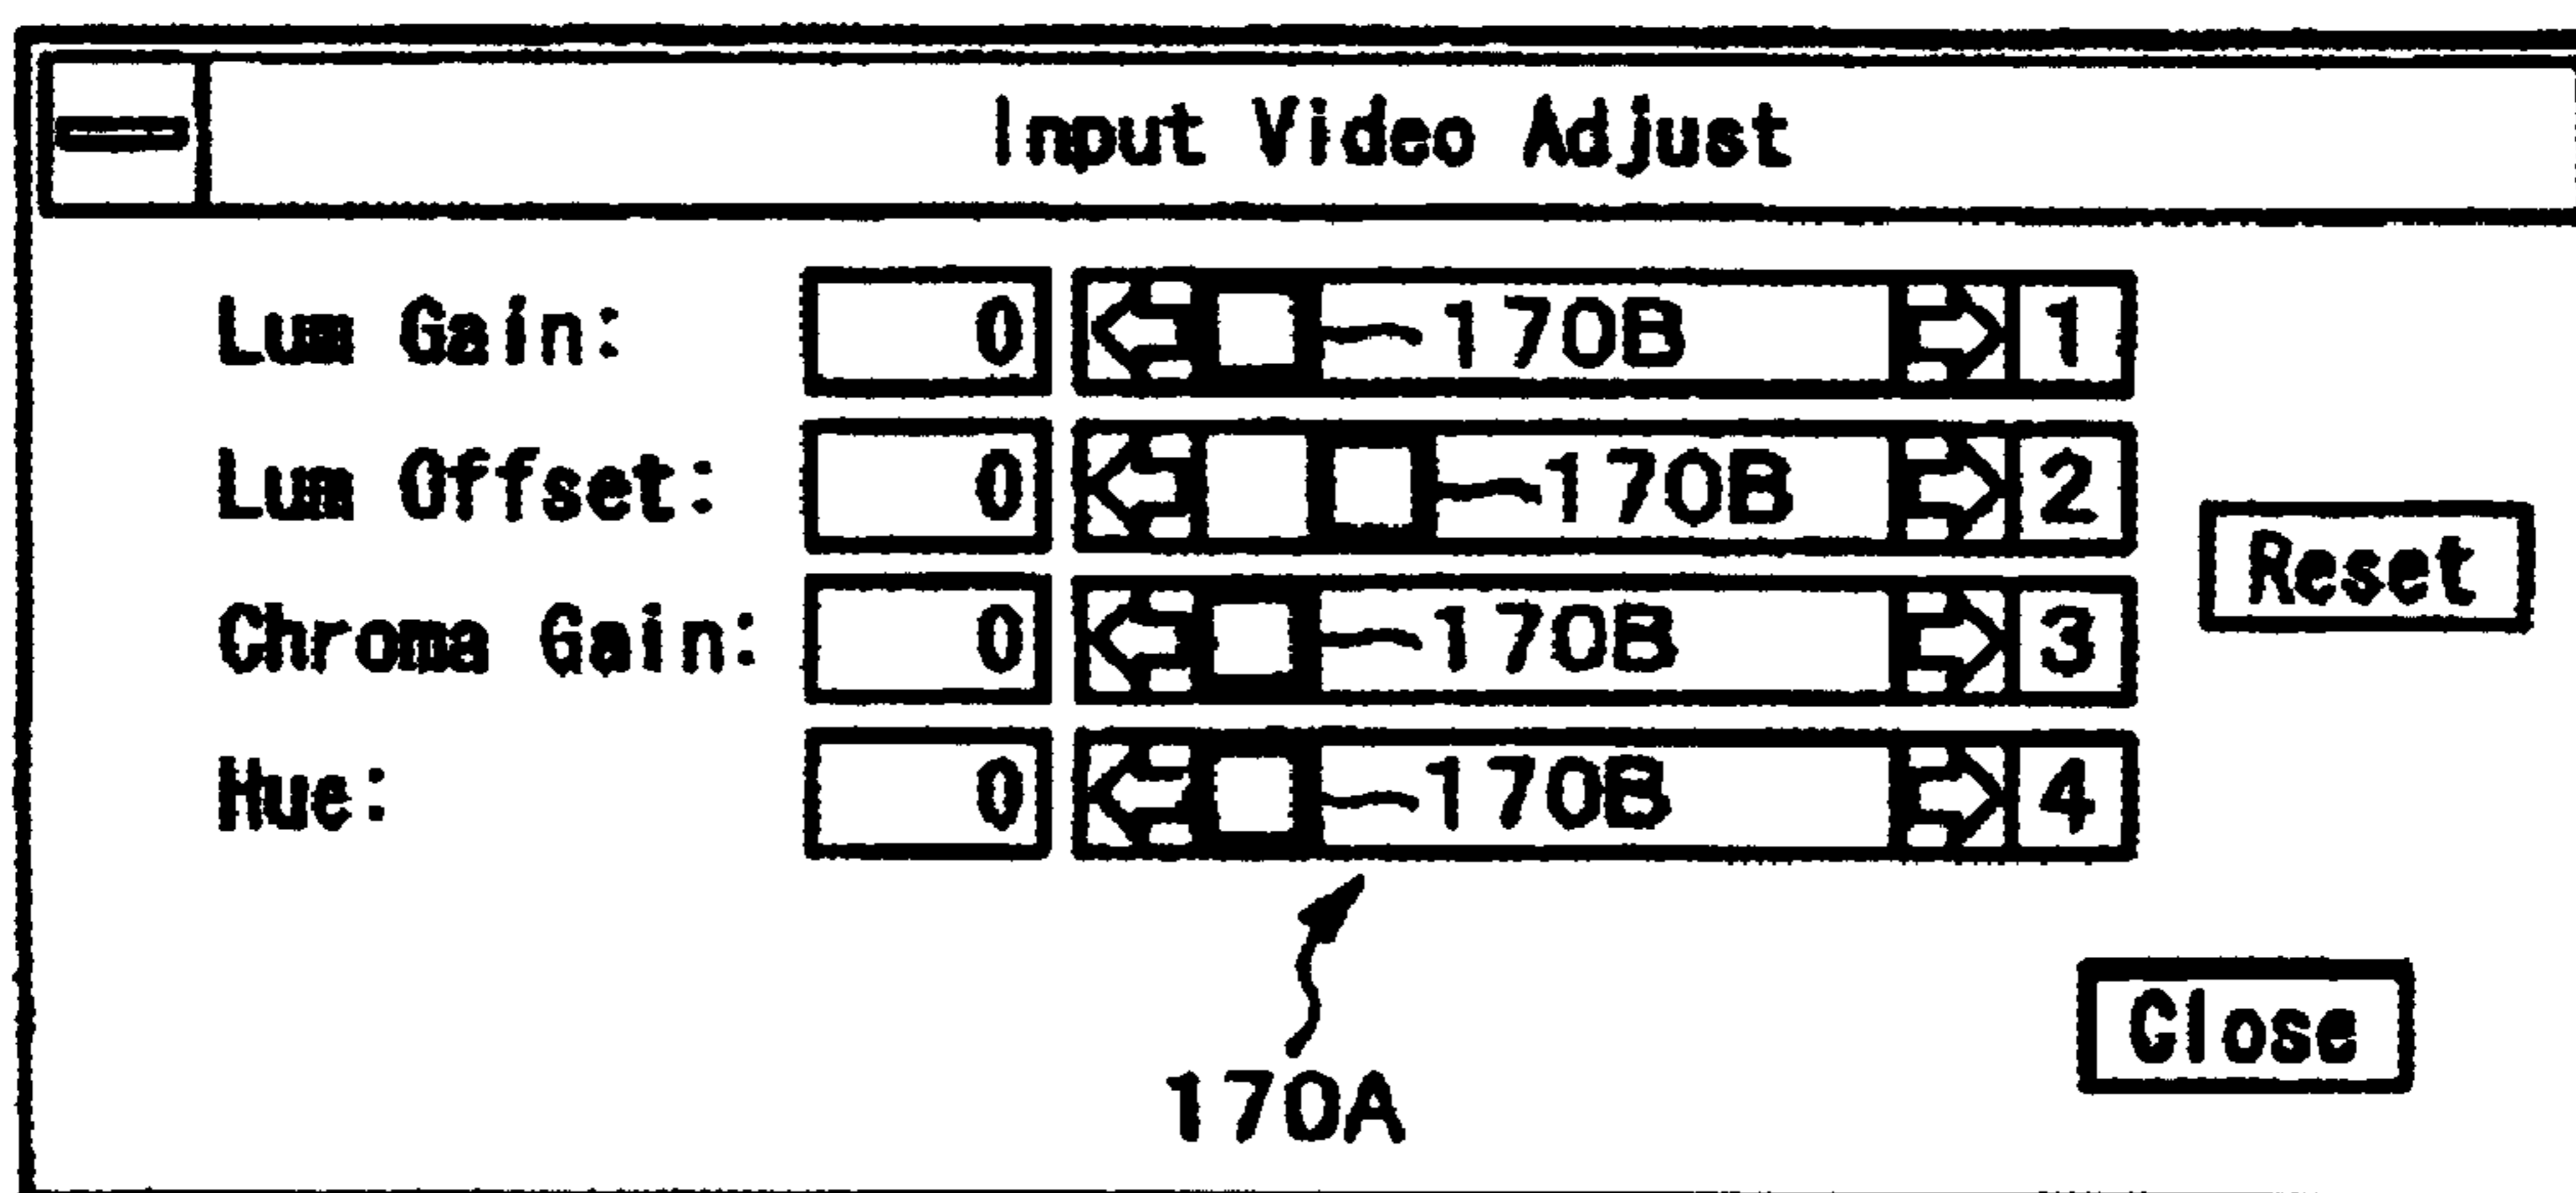 Input Video Adjust
Lum Gain: 0 170B 1
Lum Offset: 0 170B 2
Reset
Chroma Gain: 0 170B 3
Hue: 0 170B 4
170A
Close